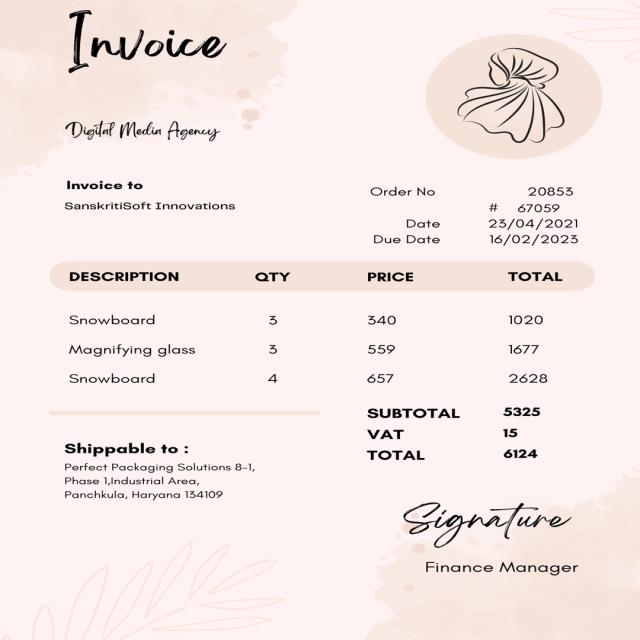 Invoice
Digital Media Agency
Invoice to
SanskritiSoft Innovations
Order No 20853
# 67059
Date 23/04/2021
Due Date 16/02/2023
DESCRIPTION QTY PRICE TOTAL
Snowboard 3 340 1020
Magnifying glass 3 559 1677
Snowboard 4 657 2628
SUBTOTAL 5325
VAT 15
TOTAL 6124
Shippable to :
Perfect Packaging Solutions 8-1,
Phase 1,Industrial Area,
Panchkula, Haryana 134109
Signature
Finance Manager